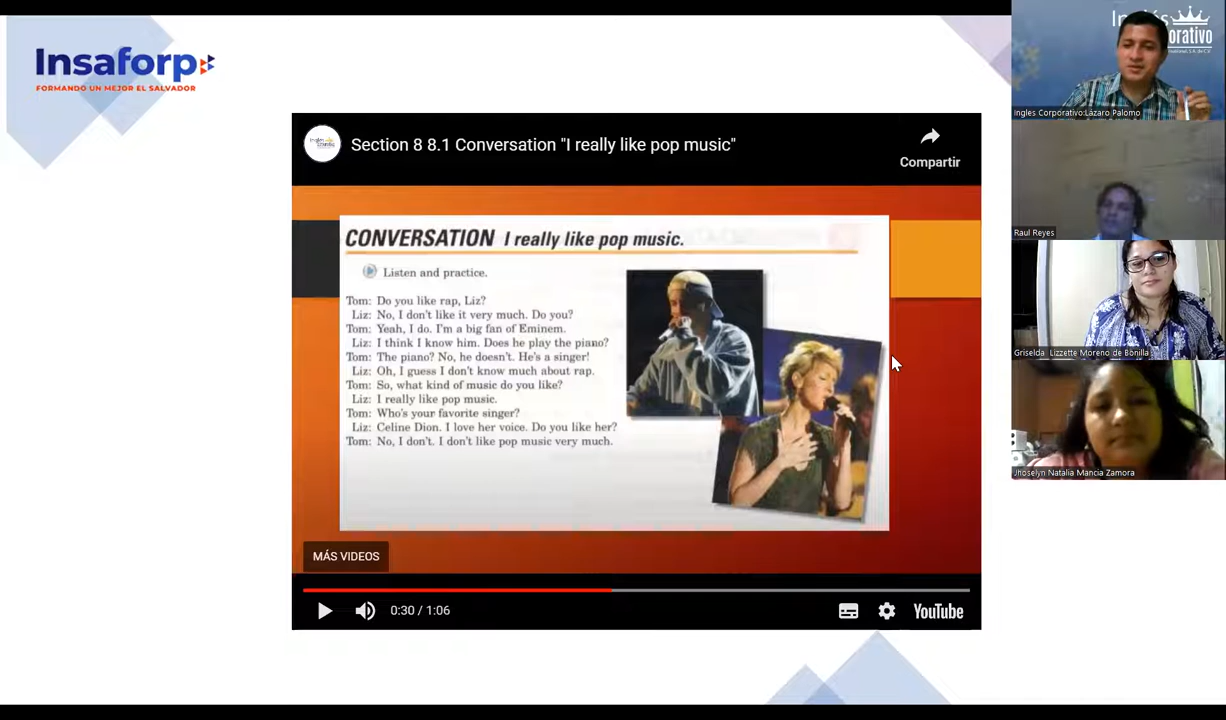 Insaforp
FORMANDO UN MEJOR EL SALVADOR
Section 8 8.1 Conversation "I really like pop music"
Compartir
CONVERSATION I really like pop music.
Listen and practice.
Tom: Do you like rap, Liz?
Liz: No, I don't like it very much. Do you?
Tom: Yeah, I do. I'm a big fan of Eminem.
Liz: I think I know him. Does he play the piano?
Tom: The piano? No, he doesn't. He's a singer!
Liz: Oh, I guess I don't know much about rap.
Tom: So, what kind of music do you like?
Liz: I really like pop music.
Tom: Who's your favorite singer?
Liz: Celine Dion. I love her voice. Do you like her?
Tom: No, I don't. I don't like pop music very much.
MÁS VIDEOS
0:30 / 1:06
YouTube
Inglés
orativo
Ingles Corporativo:Lázaro Palomo
Raul Reyes
Griselda Lizzette Moreno de Bonilla
Jhoselyn Natalia Mancia Zamora